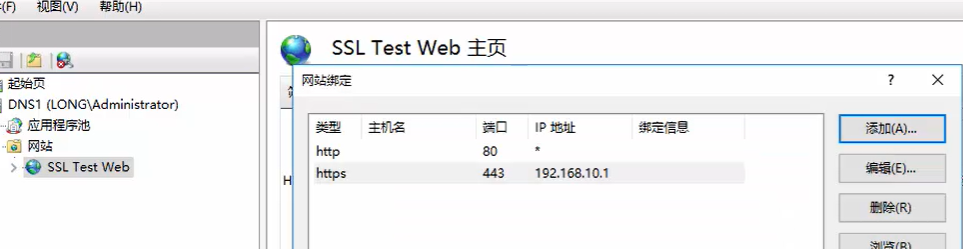 视图(V) 帮助(H)
起始页
DNS1 (LONG\Administrator)
应用程序池
网站
SSL Test Web
SSL Test Web 主页
网站绑定
? ×
类型 主机名 端口 IP 地址 绑定信息
http 80 *
https 443 192.168.10.1
添加(A)...
编辑(E)...
删除(R)
浏览(B)